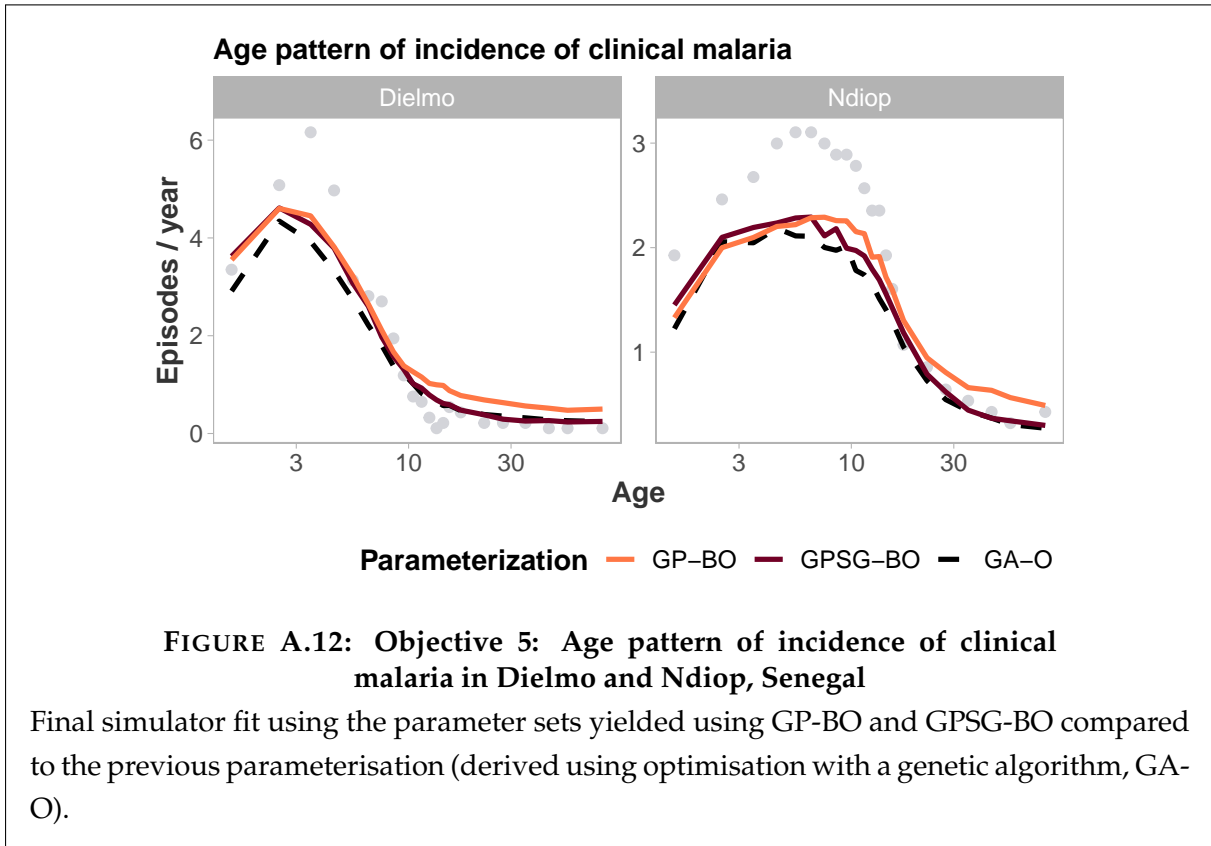 Age pattern of incidence of clinical malaria
Dielmo
Ndiop
Episodes / year
6
4
2
0
3
2
1
3
10
30
3
10
30
Age
Parameterization GP−BO GPSG−BO GA−O
FIGURE A.12: Objective 5: Age pattern of incidence of clinical
malaria in Dielmo and Ndiop, Senegal
Final simulator fit using the parameter sets yielded using GP-BO and GPSG-BO compared
to the previous parameterisation (derived using optimisation with a genetic algorithm, GA-
O).